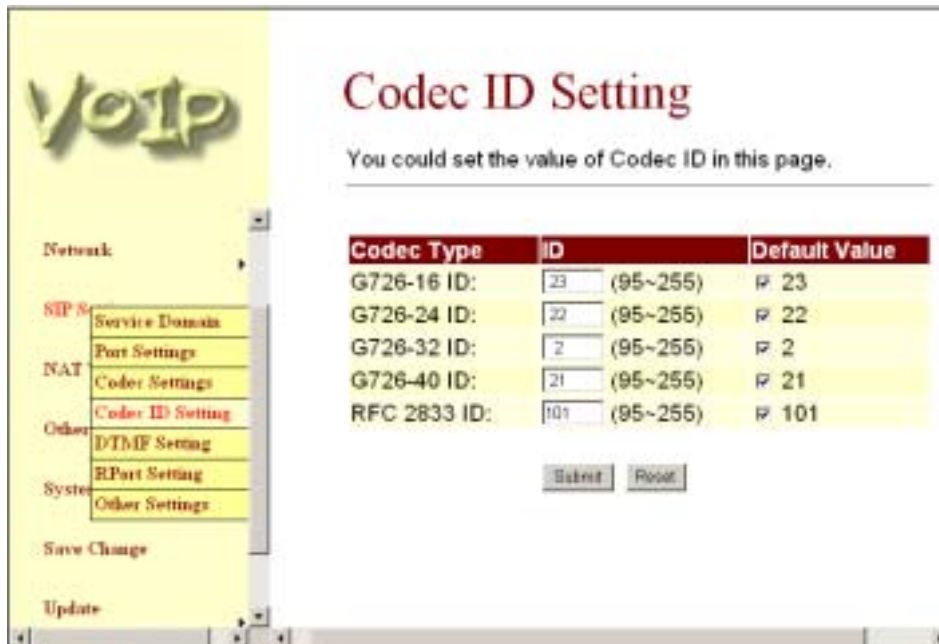 VOIP
Network
SIP S
NAT
Other
Syste
Save Change
Update
Service Domain
Port Settings
Codec Settings
Codec ID Setting
DTMF Setting
RPort Setting
Other Settings
Codec ID Setting
You could set the value of Codec ID in this page.
Codec Type ID Default Value
G726-16 ID: 23 (95~255) 23
G726-24 ID: 22 (95~255) 22
G726-32 ID: 2 (95~255) 2
G726-40 ID: 21 (95~255) 21
RFC 2833 ID: 101 (95~255) 101
Submit Reset